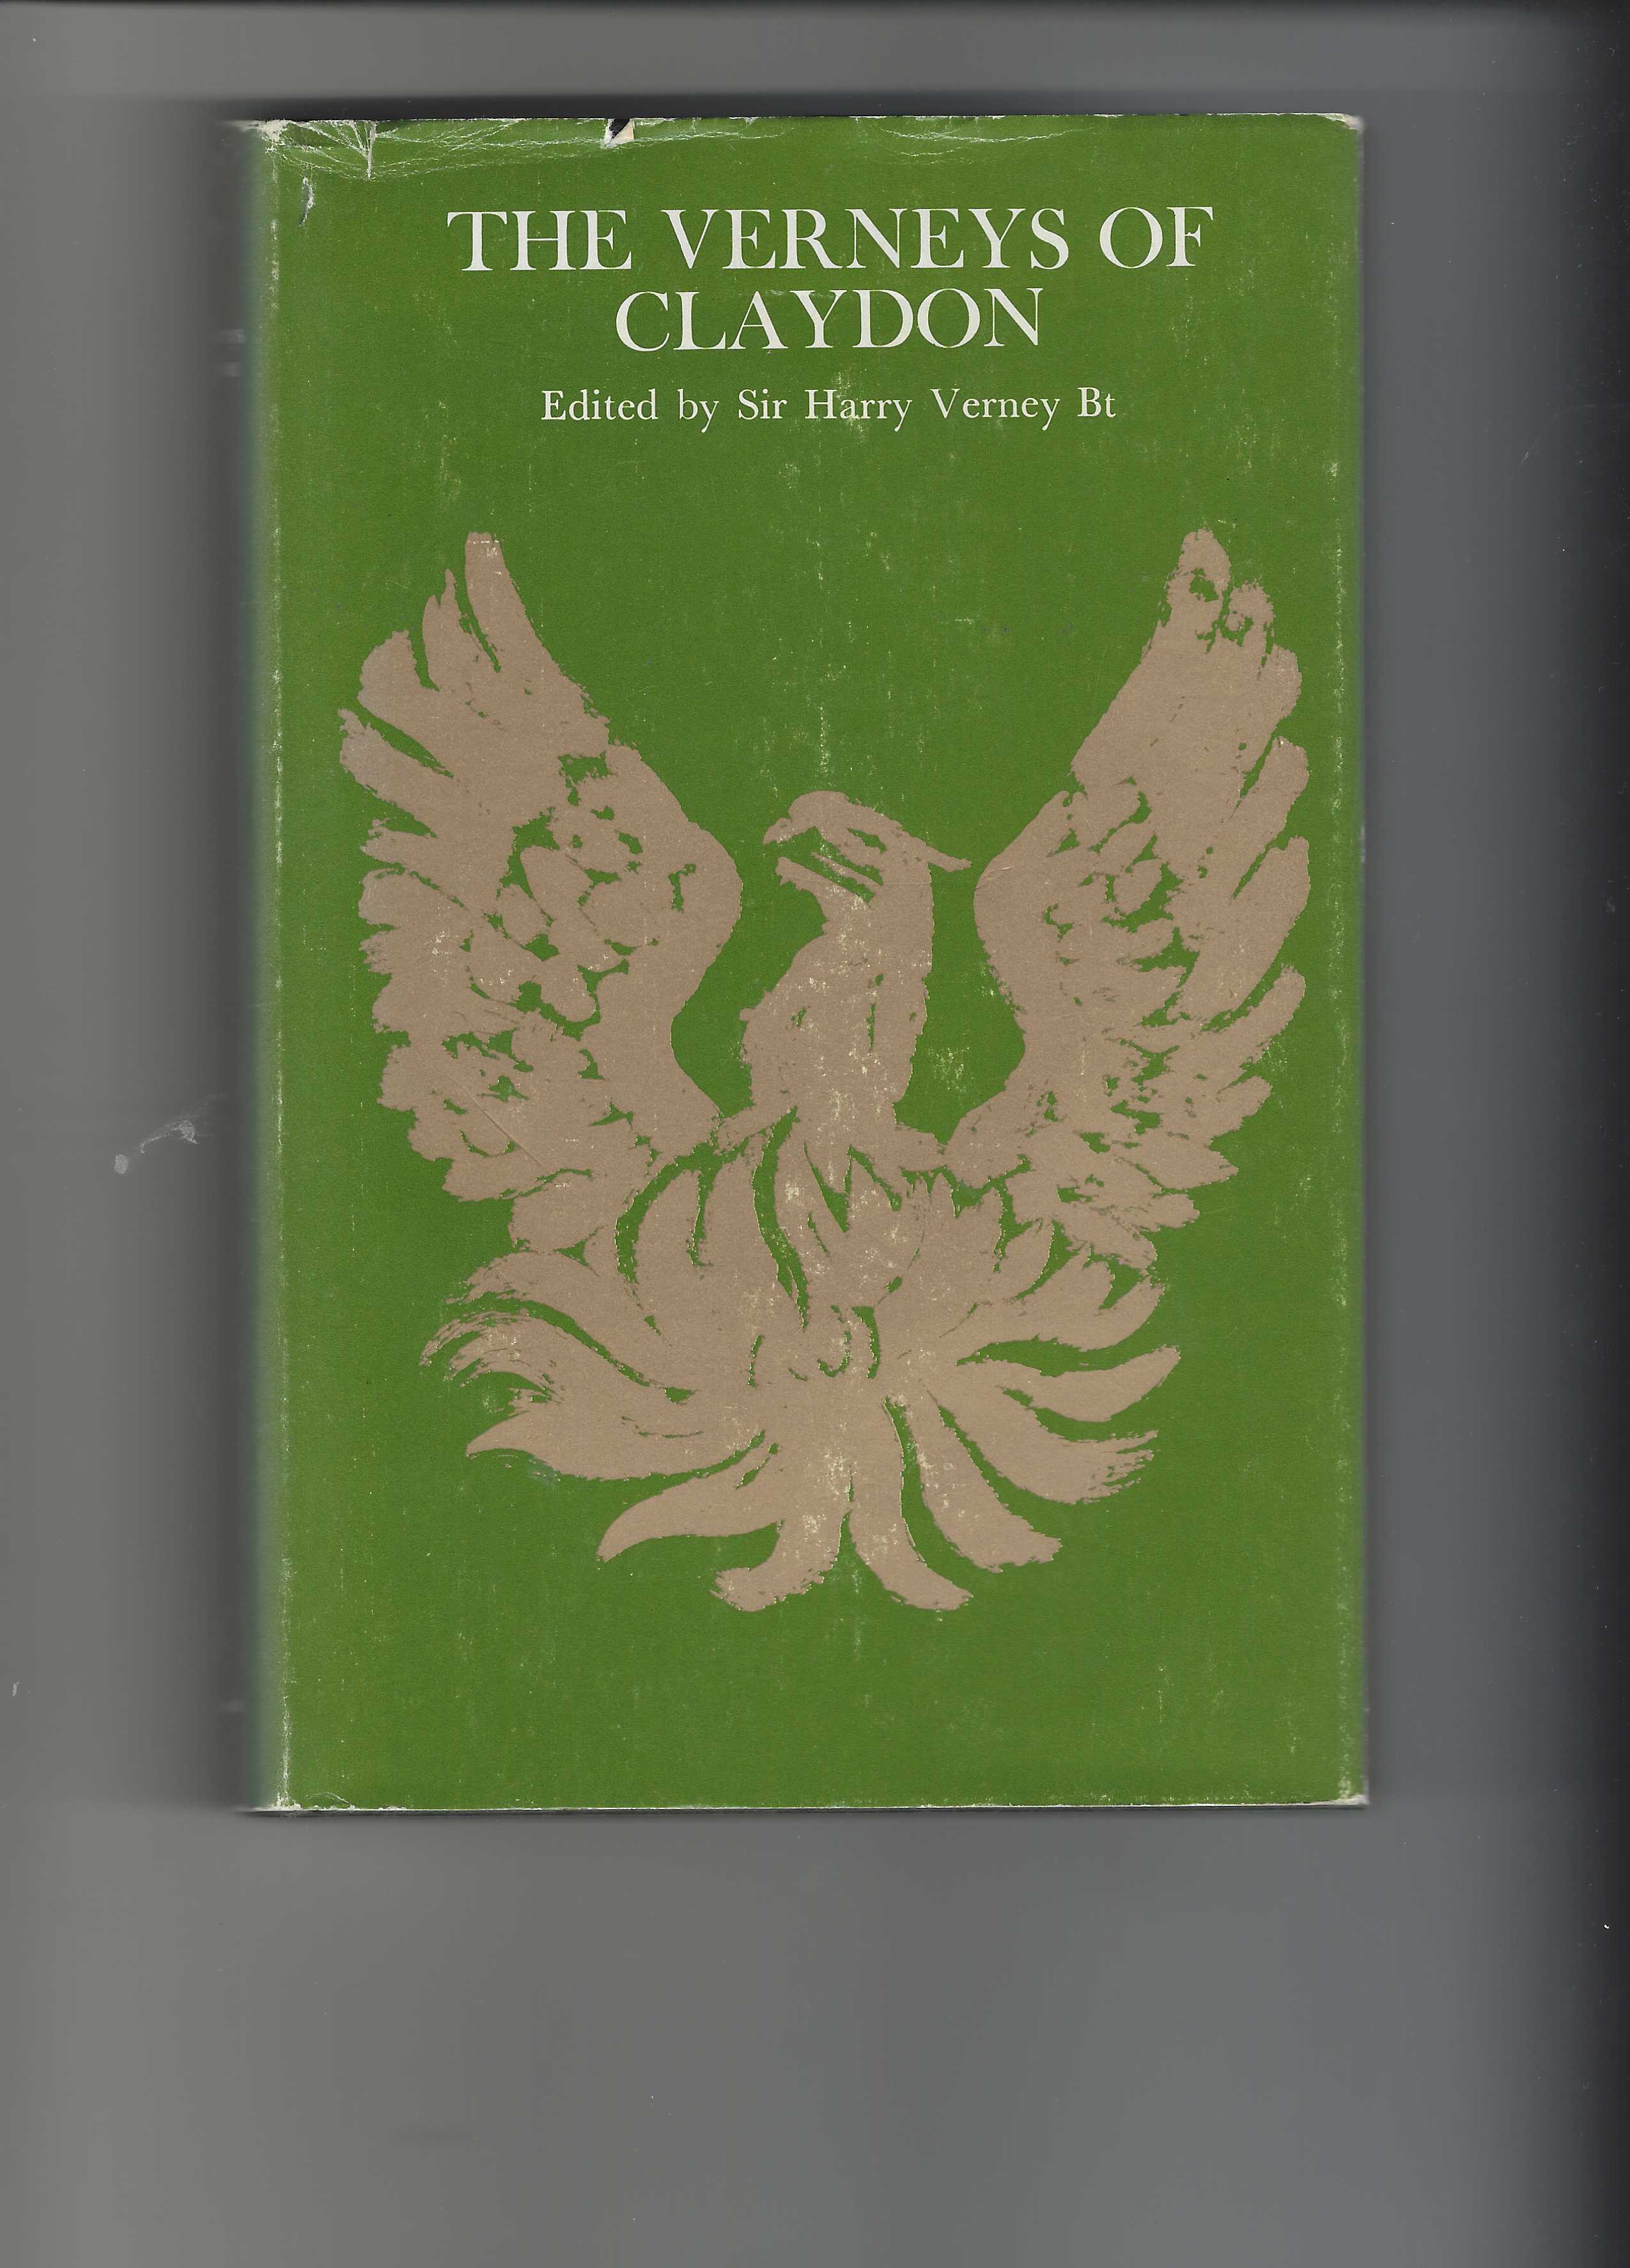 THE VERNEYS OF
CLAYDON
Edited by Sir Harry Verney Bt